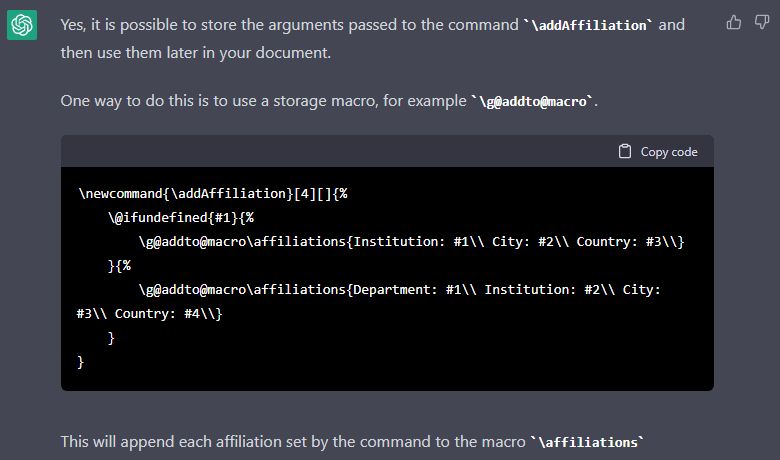 Yes, it is possible to store the arguments passed to the command `\addAffiliation` and
then use them later in your document.
One way to do this is to use a storage macro, for example `\g@addto@macro`.
Copy code
\newcommand{\addAffiliation}[4][]{%
    \@ifundefined{#1}{%
        \g@addto@macro\affiliations{Institution: #1\\ City: #2\\ Country: #3\\}
    }{%
        \g@addto@macro\affiliations{Department: #1\\ Institution: #2\\ City:
#3\\ Country: #4\\}
    }
}
This will append each affiliation set by the command to the macro `\affiliations`